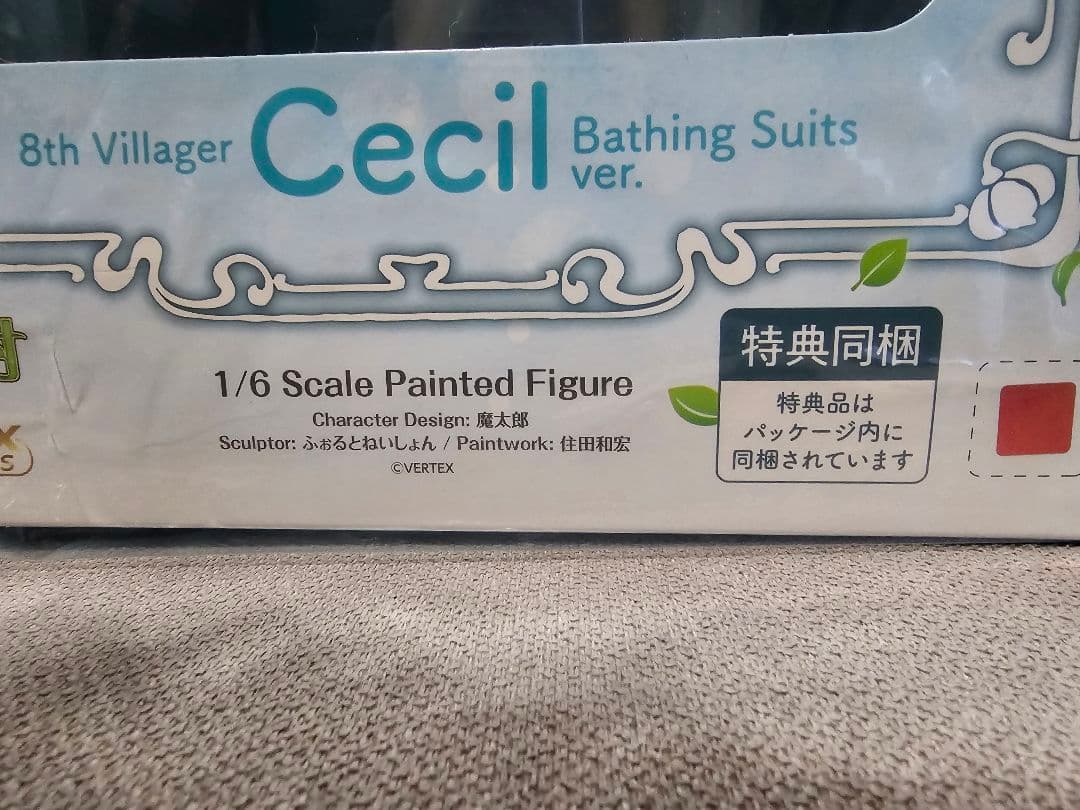 8th Villager Cecil Bathing Suits ver.
1/6 Scale Painted Figure
Character Design: 魔太郎
Sculptor: ふぉるとねいしょん / Paintwork: 住田和宏
©VERTEX
特典同梱
特典品は
パッケージ内に
同梱されています